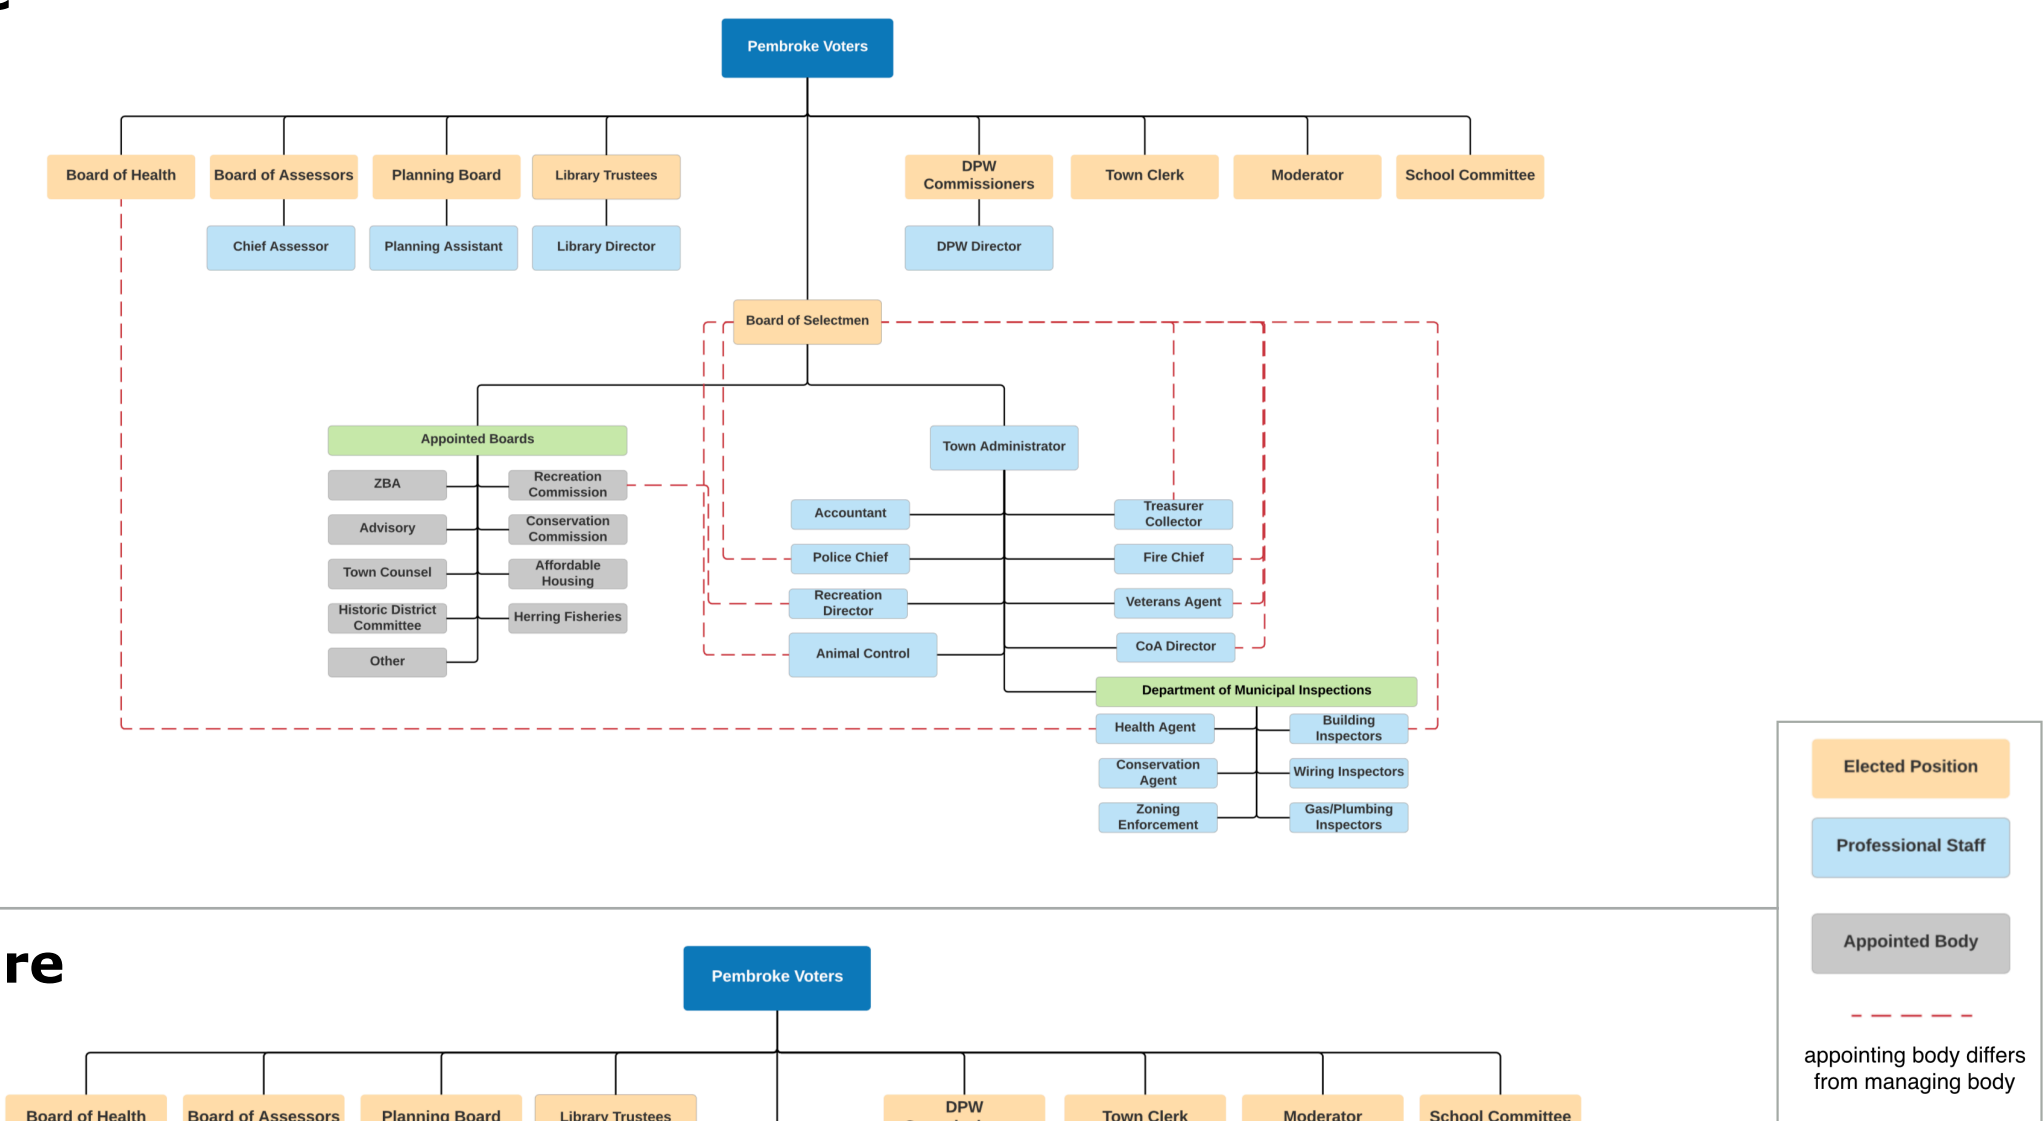 Pembroke Voters
Board of Health
Board of Assessors
Planning Board
Library Trustees
DPW
Commissioners
Town Clerk
Moderator
School Committee
Chief Assessor
Planning Assistant
Library Director
DPW Director
Board of Selectmen
Appointed Boards
Town Administrator
ZBA
Recreation
Commission
Advisory
Conservation
Commission
Town Counsel
Affordable
Housing
Historic District
Committee
Herring Fisheries
Other
Accountant
Treasurer
Collector
Police Chief
Fire Chief
Recreation
Director
Veterans Agent
Animal Control
CoA Director
Department of Municipal Inspections
Health Agent
Building
Inspectors
Conservation
Agent
Wiring Inspectors
Zoning
Enforcement
Gas/Plumbing
Inspectors
Elected Position
Professional Staff
Appointed Body
appointing body differs
from managing body
re
Pembroke Voters
Board of Health
Board of Assessors
Planning Board
Library Trustees
DPW
Town Clerk
Moderator
School Committee